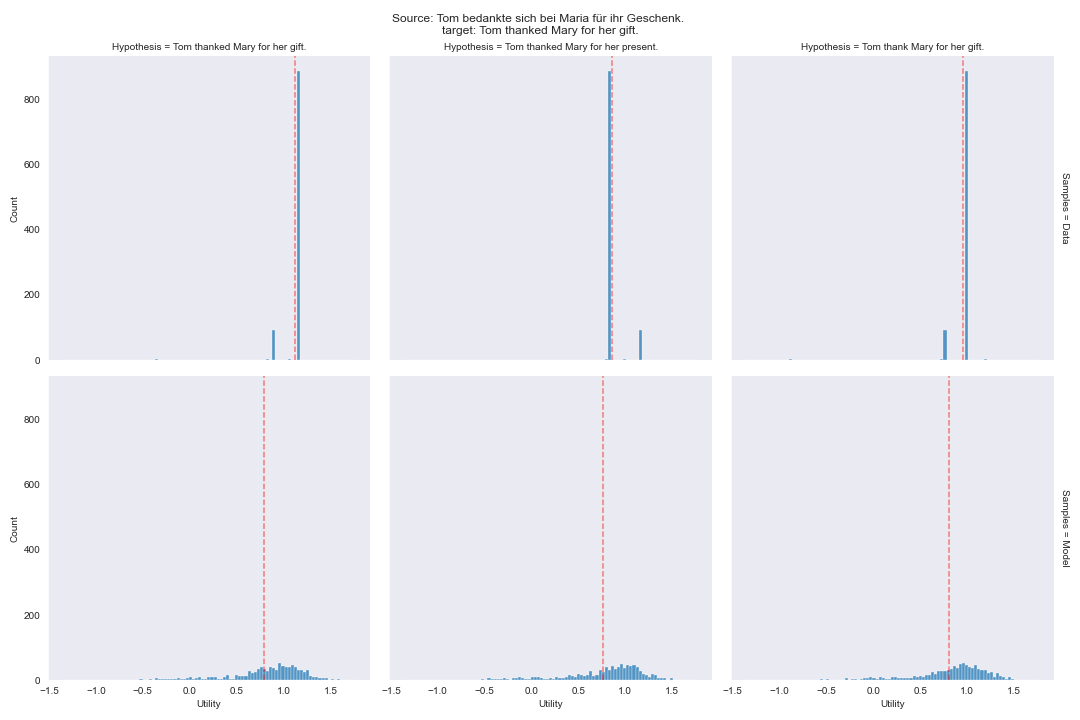 Source: Tom bedankte sich bei Maria für ihr Geschenk.
target: Tom thanked Mary for her gift.
Hypothesis = Tom thanked Mary for her gift.
Hypothesis = Tom thanked Mary for her present.
Hypothesis = Tom thank Mary for her gift.
800
600
400
200
0
Count
Samples = Data
800
600
400
200
0
Count
Samples = Model
−1.5 −1.0 −0.5 0.0 0.5 1.0 1.5
−1.5 −1.0 −0.5 0.0 0.5 1.0 1.5
−1.5 −1.0 −0.5 0.0 0.5 1.0 1.5
Utility
Utility
Utility